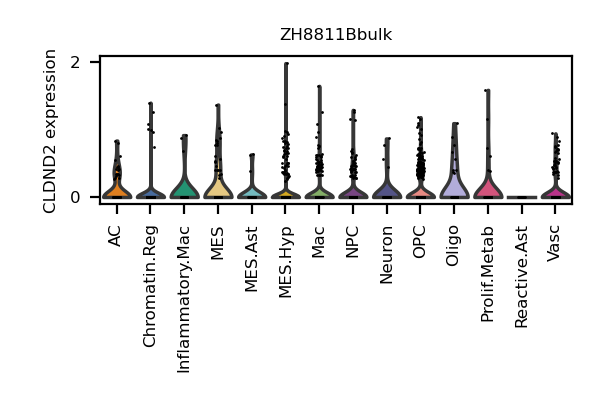 ZH8811Bbulk
CLDND2 expression
2
0
AC
Chromatin.Reg
Inflammatory.Mac
MES
MES.Ast
MES.Hyp
Mac
NPC
Neuron
OPC
Oligo
Prolif.Metab
Reactive.Ast
Vasc